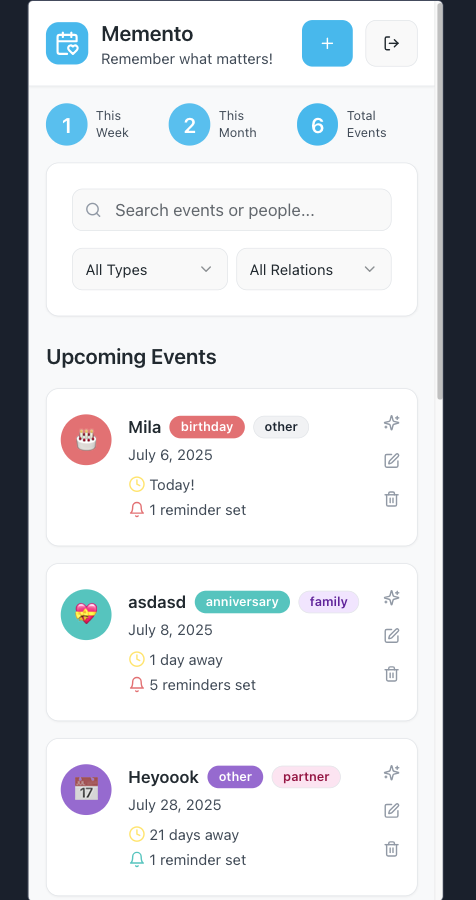 Memento
Remember what matters!
1 This Week
2 This Month
6 Total Events
Search events or people...
All Types
All Relations
Upcoming Events
Mila birthday other
July 6, 2025
Today!
1 reminder set
asdasd anniversary family
July 8, 2025
1 day away
5 reminders set
Heyoook other partner
17
July 28, 2025
21 days away
1 reminder set